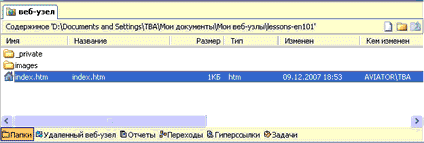 веб-узел
Содержимое 'D:\Documents and Settings\TBA\Мои документы\Мои веб-узлы\lessons-en101'
Имя Название Размер Тип Изменен Кем изменен
_private
images
index.htm index.htm 1КБ htm 09.12.2007 18:53 AVIATOR\TBA
Папки Удаленный веб-узел Отчеты Переходы Гиперссылки Задачи